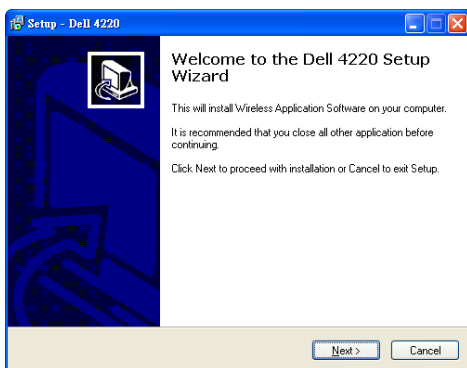 Setup - Dell 4220
Welcome to the Dell 4220 Setup
Wizard
This will install Wireless Application Software on your computer.
It is recommended that you close all other application before
continuing.
Click Next to proceed with installation or Cancel to exit Setup.
Next >
Cancel